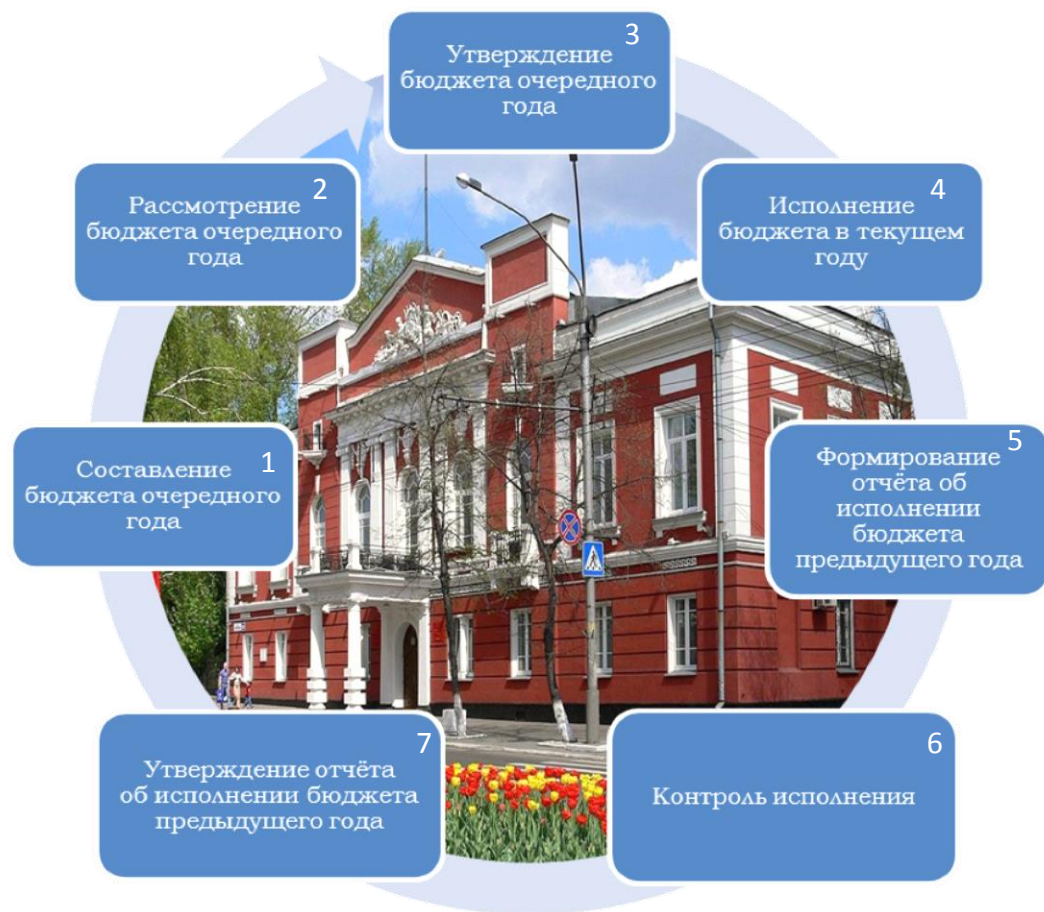 1
Составление
бюджета очередного
года
2
Рассмотрение
бюджета очередного
года
3
Утверждение
бюджета очередного
года
4
Исполнение
бюджета в текущем
году
5
Формирование
отчёта об
исполнении
бюджета
предыдущего года
6
Контроль исполнения
7
Утверждение отчёта
об исполнении бюджета
предыдущего года